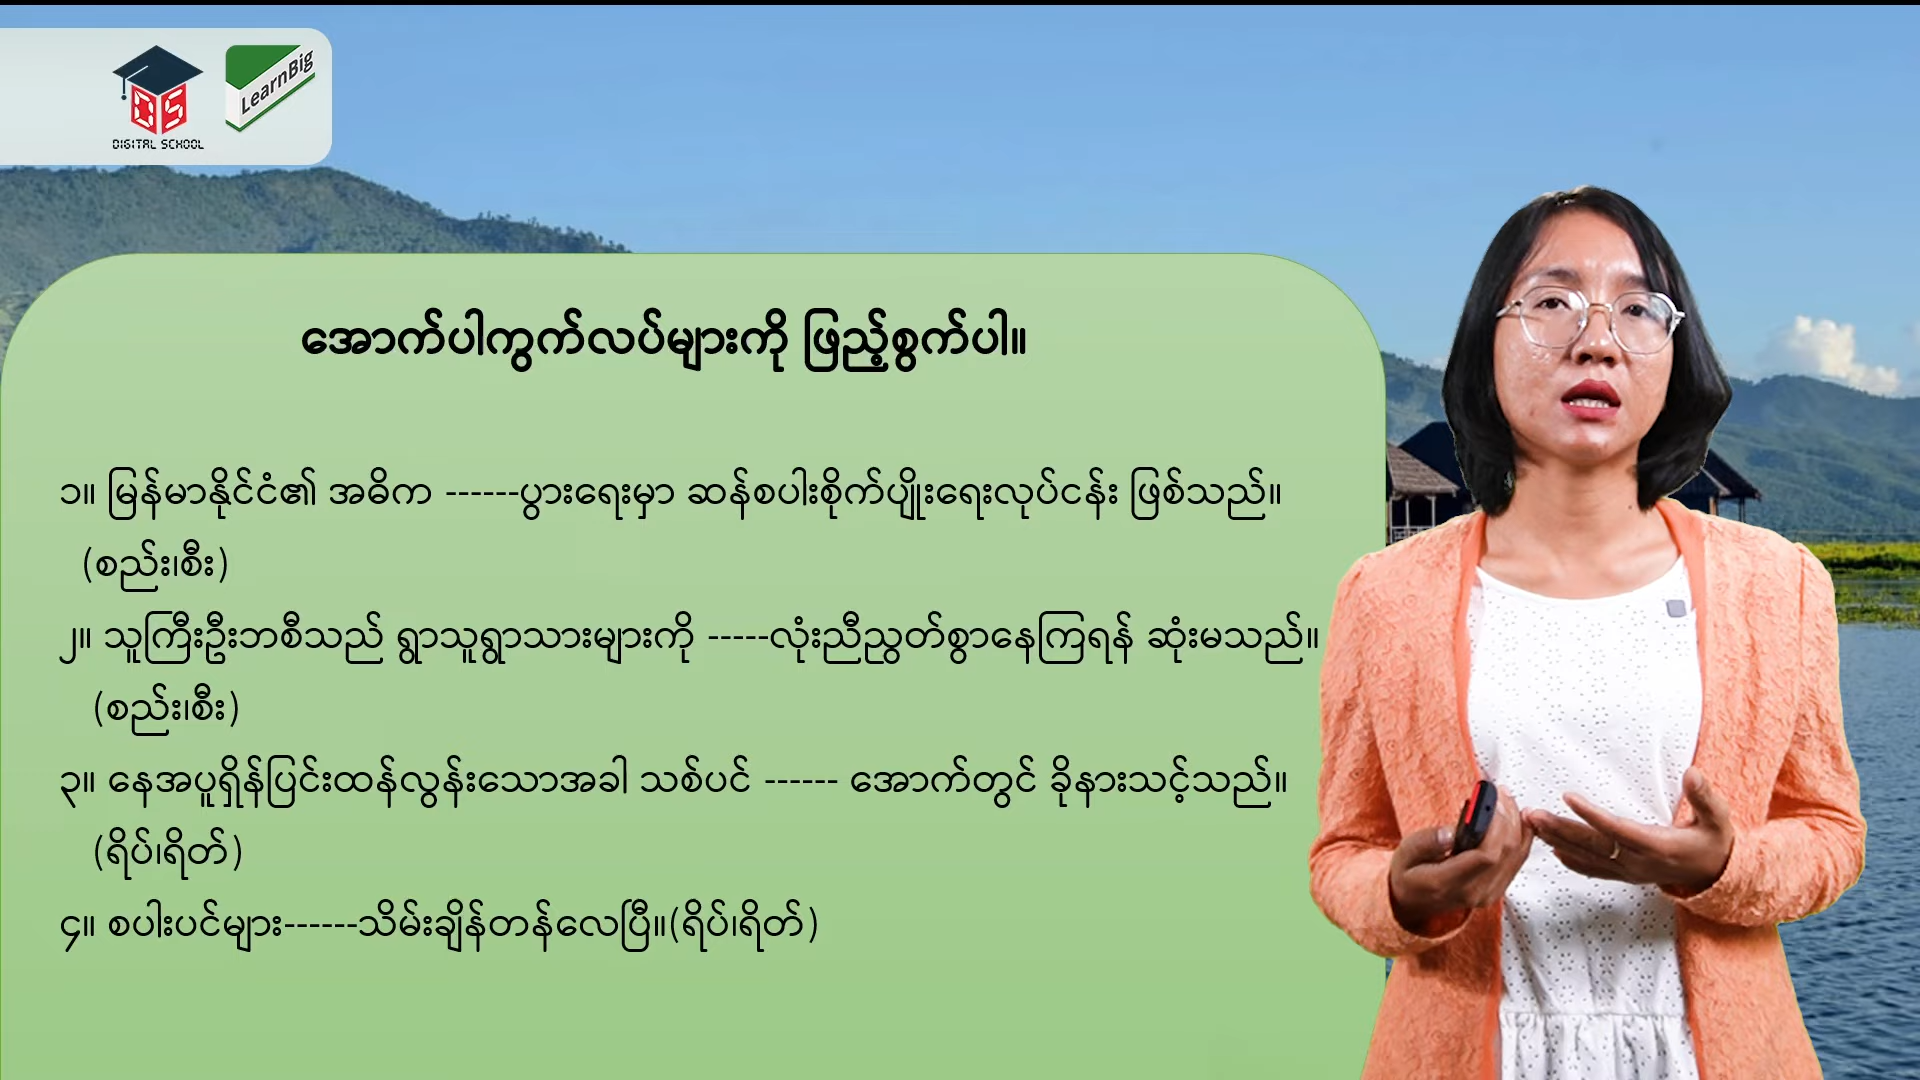 DIGITAL SCHOOL
LearnBig
အောက်ပါကွက်လပ်များကို ဖြည့်စွက်ပါ။
၁။ မြန်မာနိုင်ငံ၏ အဓိက ------ပွားရေးမှာ ဆန်စပါးစိုက်ပျိုးရေးလုပ်ငန်း ဖြစ်သည်။
(စည်း၊စီး)
၂။ သူကြီးဦးဘစီသည် ရွာသူရွာသားများကို -----လုံးညီညွတ်စွာနေကြရန် ဆုံးမသည်။
(စည်း၊စီး)
၃။ နေအပူရှိန်ပြင်းထန်လွန်းသောအခါ သစ်ပင် ------ အောက်တွင် ခိုနားသင့်သည်။
(ရိပ်၊ရိတ်)
၄။ စပါးပင်များ------သိမ်းချိန်တန်လေပြီ။(ရိပ်၊ရိတ်)